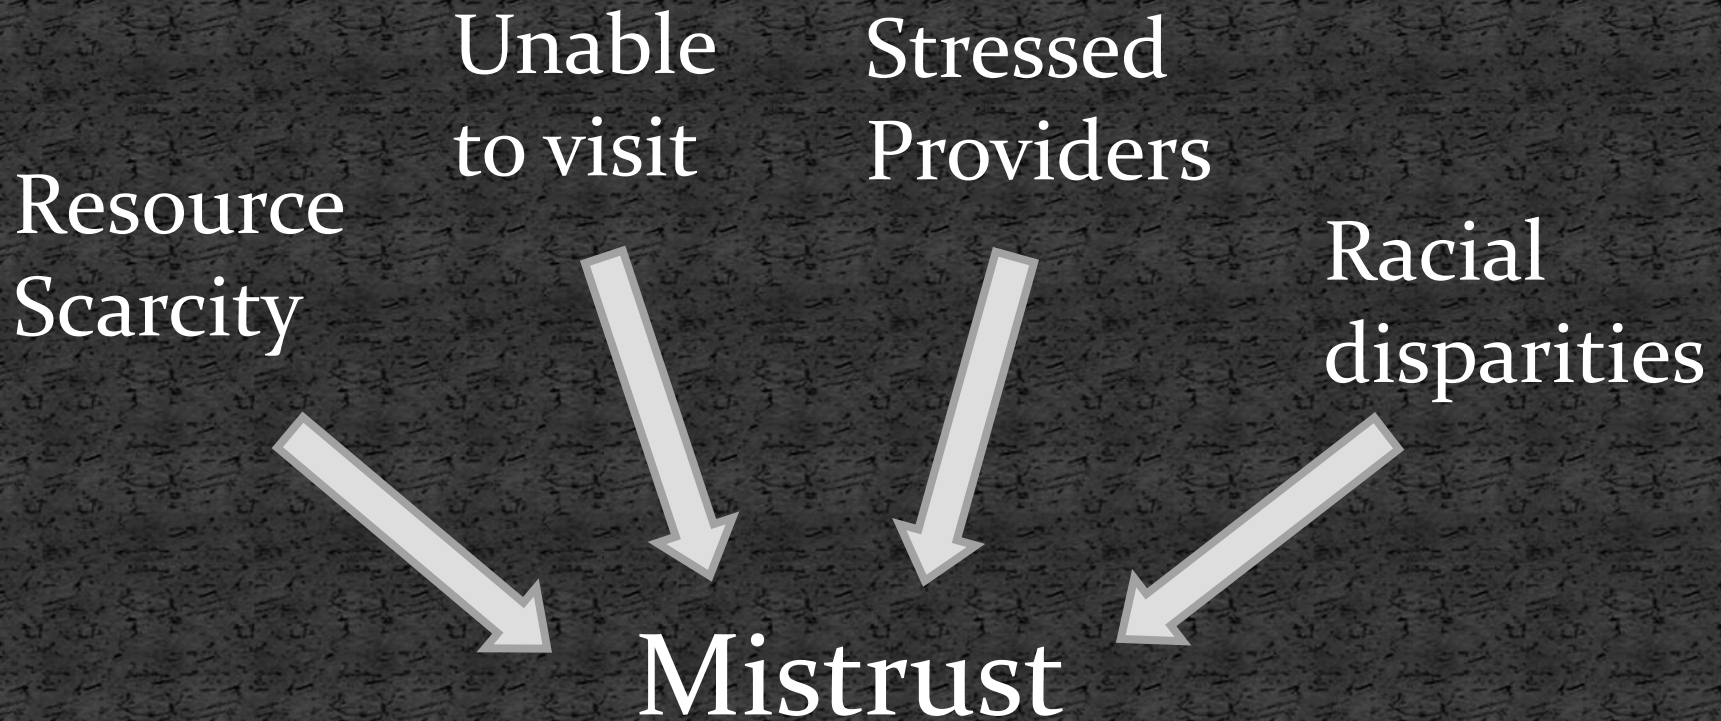 Resource
Scarcity
Unable
to visit
Stressed
Providers
Racial
disparities
Mistrust